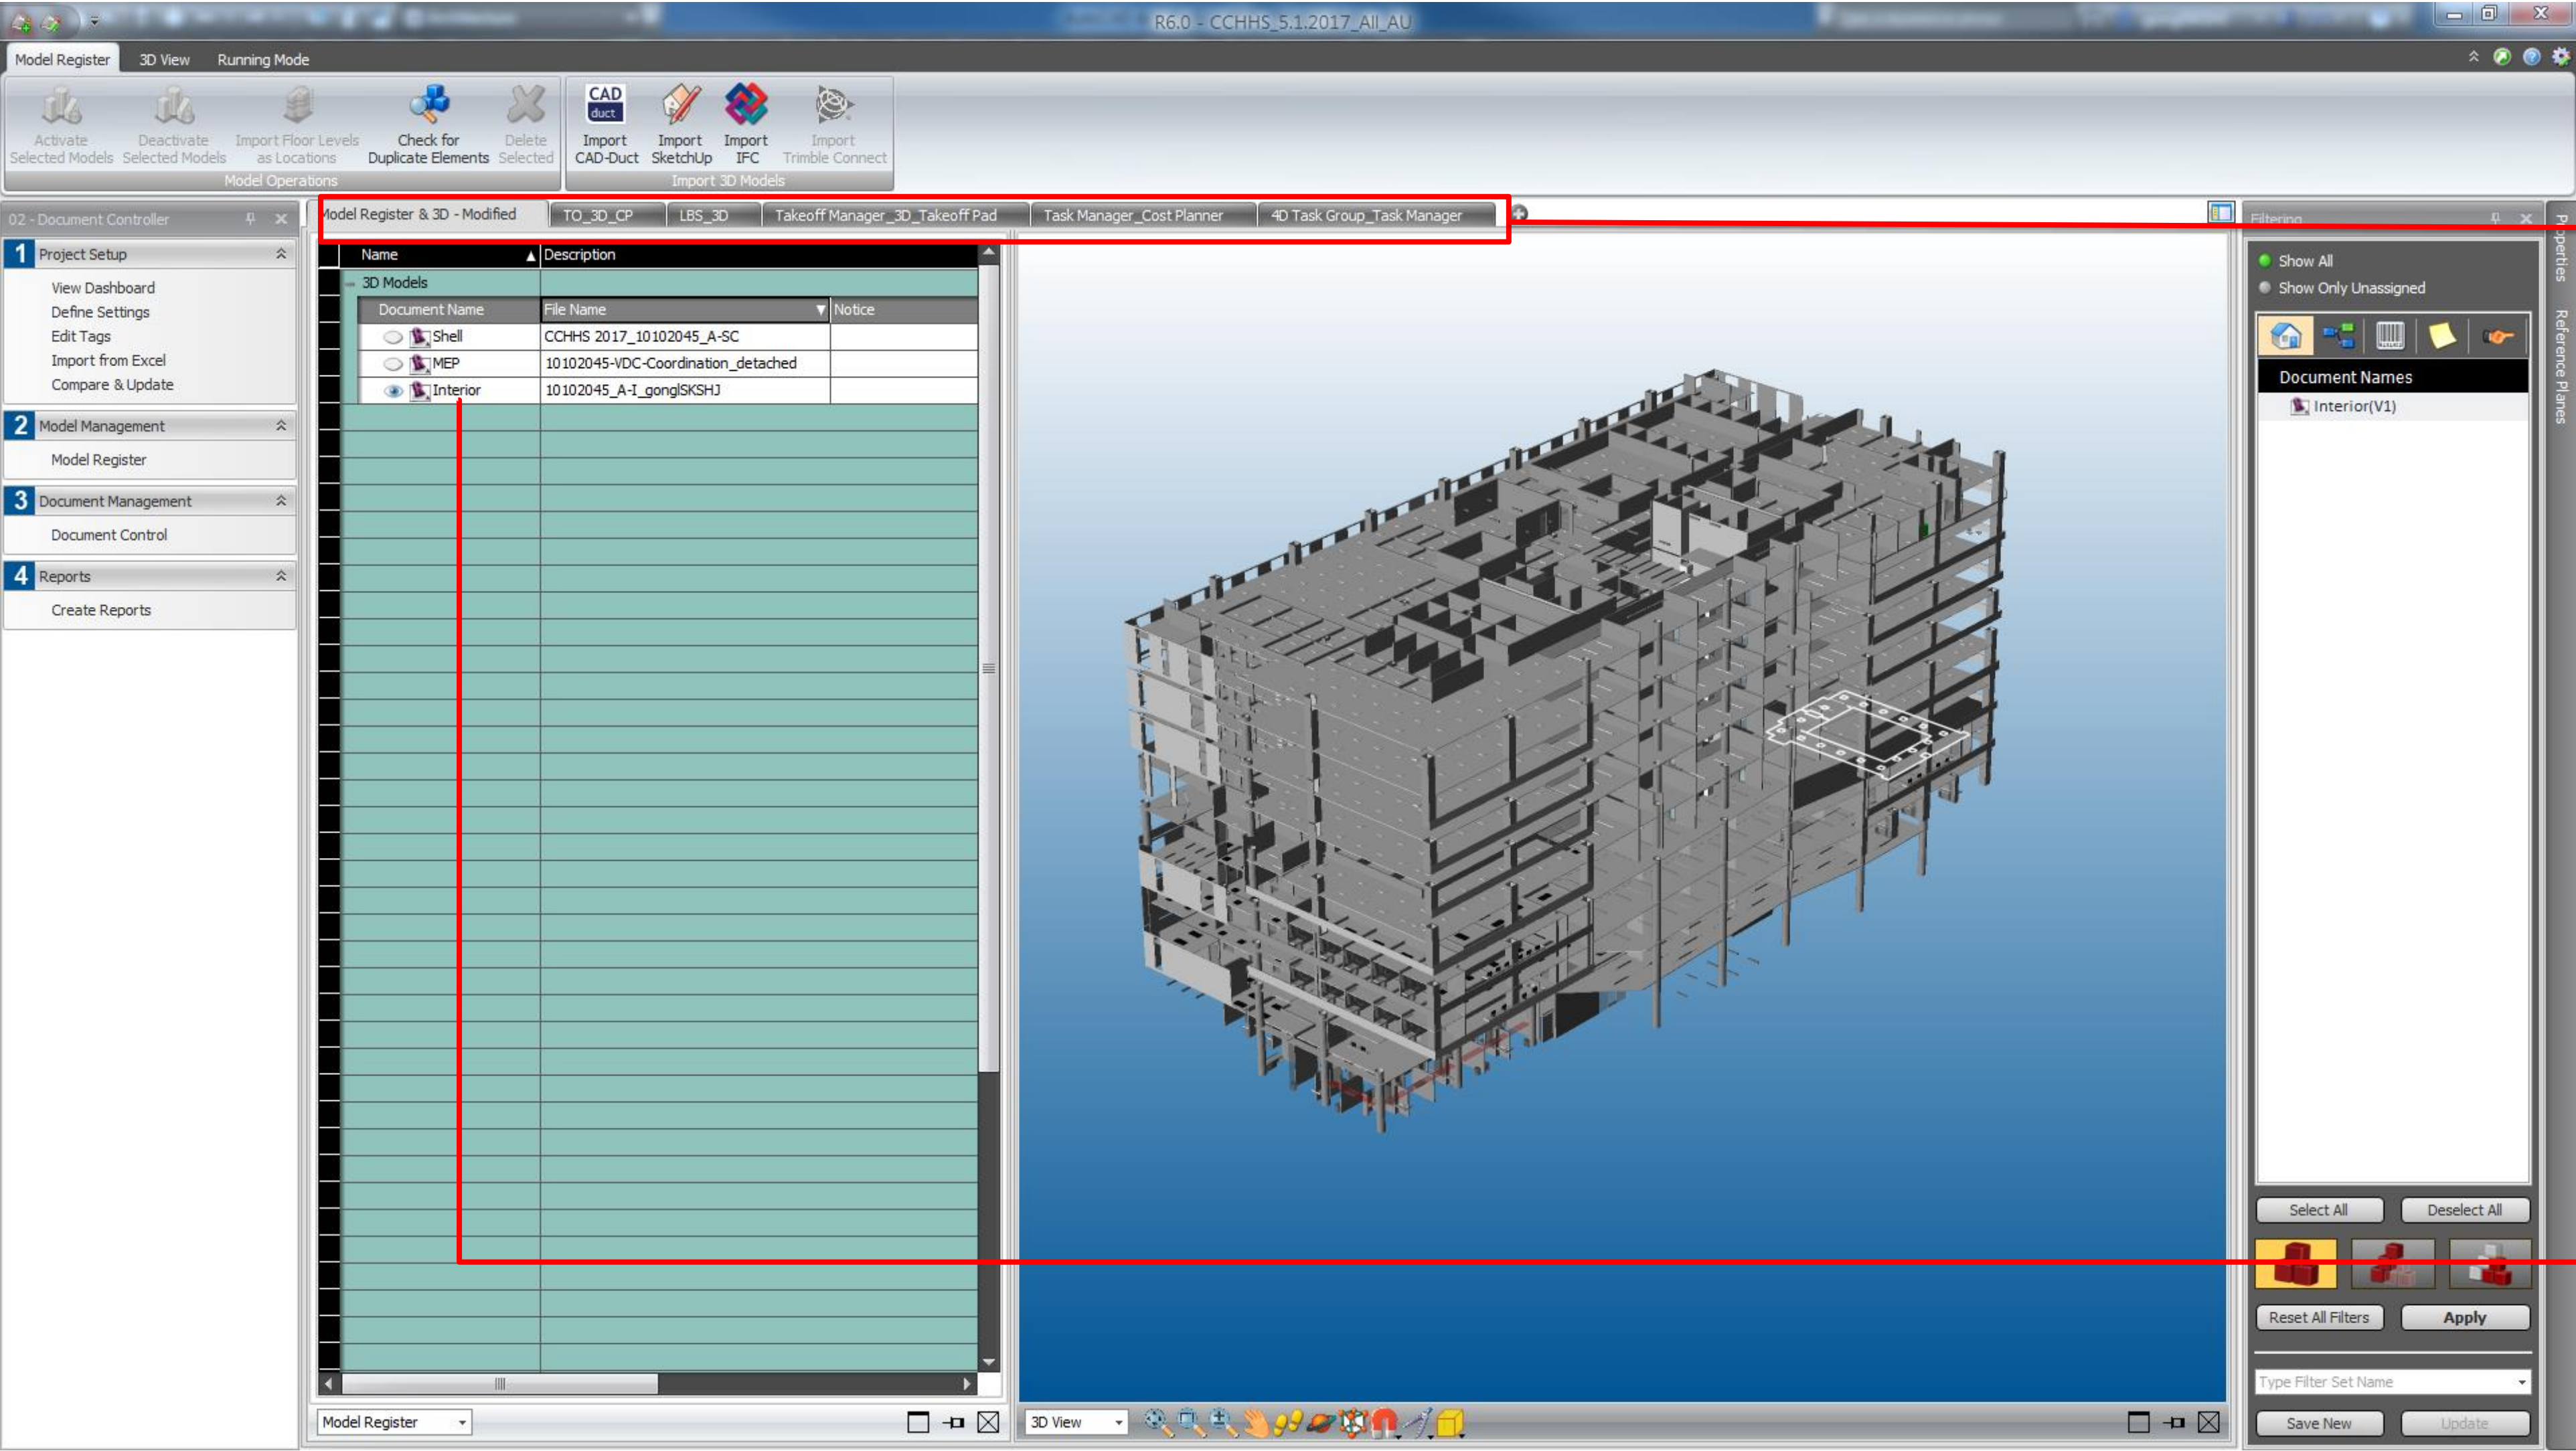 R6.0 - CCHHS_5.1.2017_All_AU
Model Register
3D View
Running Mode
Activate
Selected Models
Deactivate
Selected Models
Import Floor Levels
as Locations
Check for
Duplicate Elements
Delete
Selected
Model Operations
CAD
duct
Import
CAD-Duct
Import
SketchUp
Import
IFC
Import
Trimble Connect
Import 3D Models
02 - Document Controller
1 Project Setup
View Dashboard
Define Settings
Edit Tags
Import from Excel
Compare & Update
2 Model Management
Model Register
3 Document Management
Document Control
4 Reports
Create Reports
Model Register & 3D - Modified
TO_3D_CP
LBS_3D
Takeoff Manager_3D_Takeoff Pad
Task Manager_Cost Planner
4D Task Group_Task Manager
Name Description
3D Models
Document Name File Name Notice
Shell CCHHS 2017_10102045_A-SC
MEP 10102045-VDC-Coordination_detached
Interior 10102045_A-I_gonglSKSHJ
Model Register
3D View
Filtering
Show All
Show Only Unassigned
Document Names
Interior(V1)
Select All
Deselect All
Reset All Filters
Apply
Type Filter Set Name
Save New
Update
Properties
Reference Planes